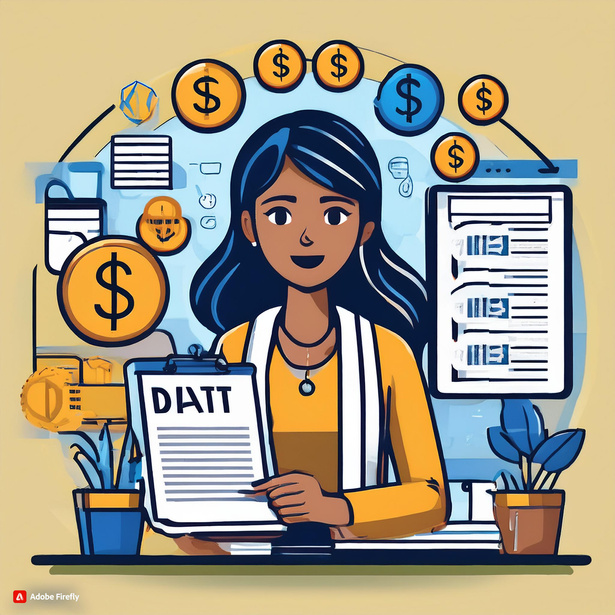 $ $ $ $ $
$
$
DATT
Adobe Firefly